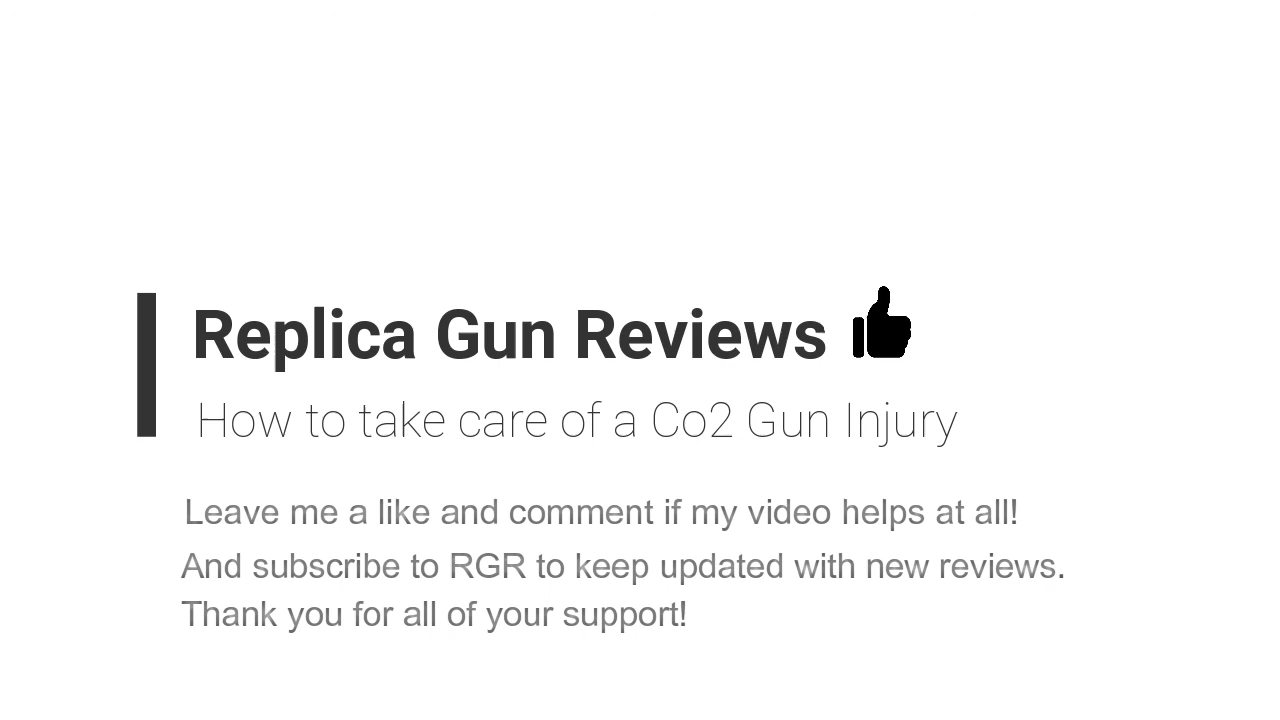 Replica Gun Reviews
How to take care of a Co2 Gun Injury
Leave me a like and comment if my video helps at all!
And subscribe to RGR to keep updated with new reviews.
Thank you for all of your support!